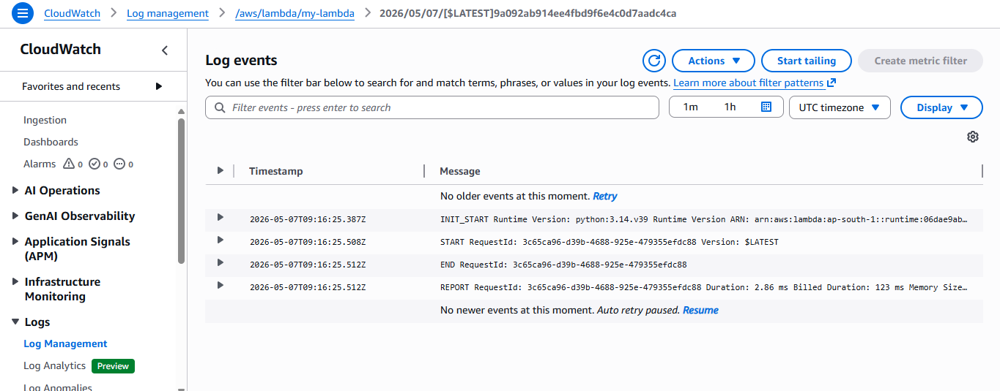 CloudWatch > Log management > /aws/lambda/my-lambda > 2026/05/07/[$LATEST]9a092ab914ee4fbd9f6e4c0d7aadc4ca
CloudWatch
Favorites and recents
Ingestion
Dashboards
Alarms 0 0 0
AI Operations
GenAI Observability
Application Signals
(APM)
Infrastructure
Monitoring
Logs
Log Management
Log Analytics Preview
Log Anomalies
Log events
Actions
Start tailing
Create metric filter
You can use the filter bar below to search for and match terms, phrases, or values in your log events. Learn more about filter patterns
Filter events - press enter to search
1m 1h
UTC timezone
Display
Timestamp Message
No older events at this moment. Retry
2026-05-07T09:16:25.387Z INIT_START Runtime Version: python:3.14.v39 Runtime Version ARN: arn:aws:lambda:ap-south-1::runtime:06dae9ab…
2026-05-07T09:16:25.508Z START RequestId: 3c65ca96-d39b-4688-925e-479355efdc88 Version: $LATEST
2026-05-07T09:16:25.512Z END RequestId: 3c65ca96-d39b-4688-925e-479355efdc88
2026-05-07T09:16:25.512Z REPORT RequestId: 3c65ca96-d39b-4688-925e-479355efdc88 Duration: 2.86 ms Billed Duration: 123 ms Memory Size…
No newer events at this moment. Auto retry paused. Resume